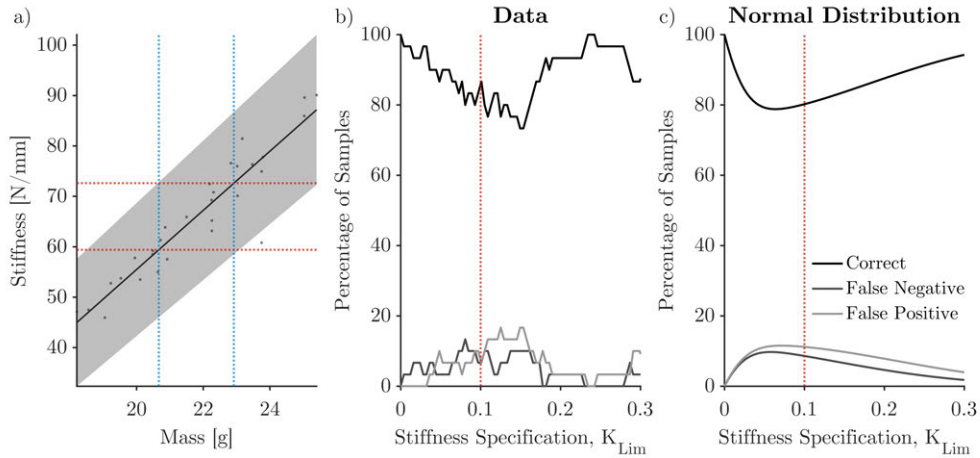 a)
Stiffness [N/mm]
100
90
80
70
60
50
40
20
22
24
Mass [g]
b)
Data
Percentage of Samples
100
80
60
40
20
0
0
0.1
0.2
0.3
Stiffness Specification, K_Lim
c)
Normal Distribution
Percentage of Samples
100
80
60
40
20
0
Correct
False Negative
False Positive
0
0.1
0.2
0.3
Stiffness Specification, K_Lim